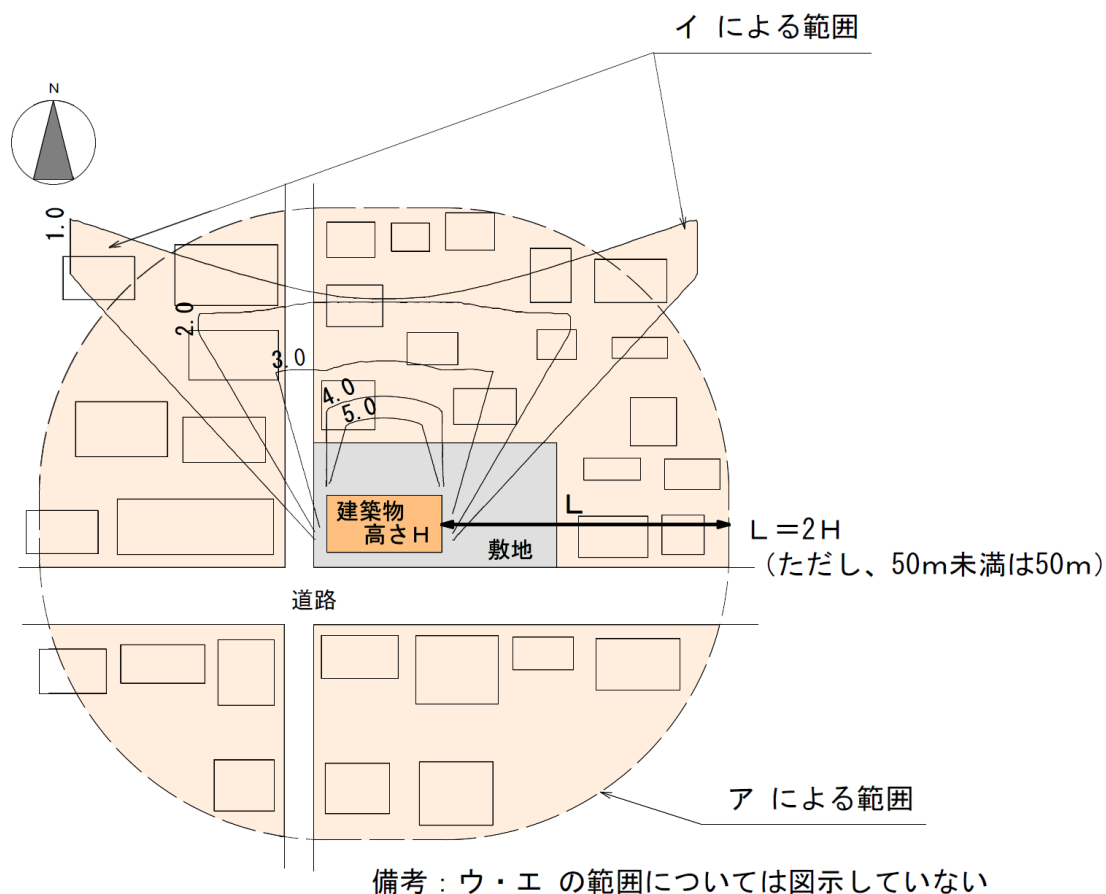 イ による範囲
N
1.0
2.0
3.0
4.0
5.0
建築物
高さH
L
敷地
L=2H
(ただし、50m未満は50m)
道路
ア による範囲
備考:ウ・エ の範囲については図示していない